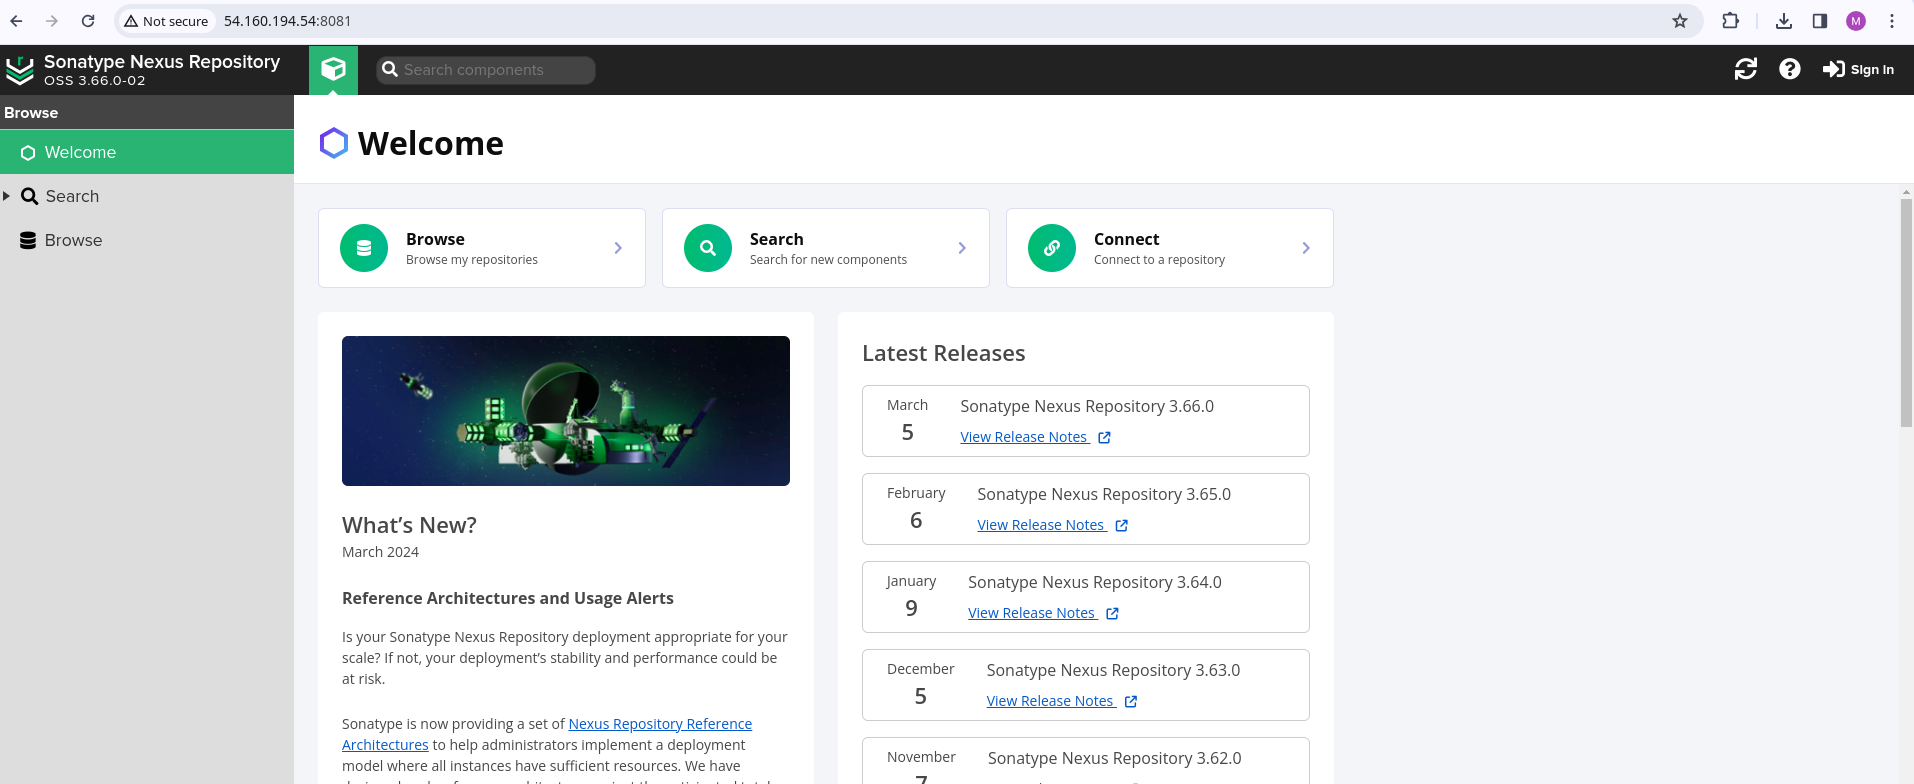 Not secure
54.160.194.54:8081
M
Sonatype Nexus Repository
OSS 3.66.0-02
Search components
Sign in
Browse
Welcome
Search
Browse
Welcome
Browse
Browse my repositories
Search
Search for new components
Connect
Connect to a repository
What’s New?
March 2024
Reference Architectures and Usage Alerts
Is your Sonatype Nexus Repository deployment appropriate for your
scale? If not, your deployment’s stability and performance could be
at risk.
Sonatype is now providing a set of Nexus Repository Reference
Architectures to help administrators implement a deployment
model where all instances have sufficient resources. We have
Latest Releases
March
5
Sonatype Nexus Repository 3.66.0
View Release Notes
February
6
Sonatype Nexus Repository 3.65.0
View Release Notes
January
9
Sonatype Nexus Repository 3.64.0
View Release Notes
December
5
Sonatype Nexus Repository 3.63.0
View Release Notes
November
7
Sonatype Nexus Repository 3.62.0